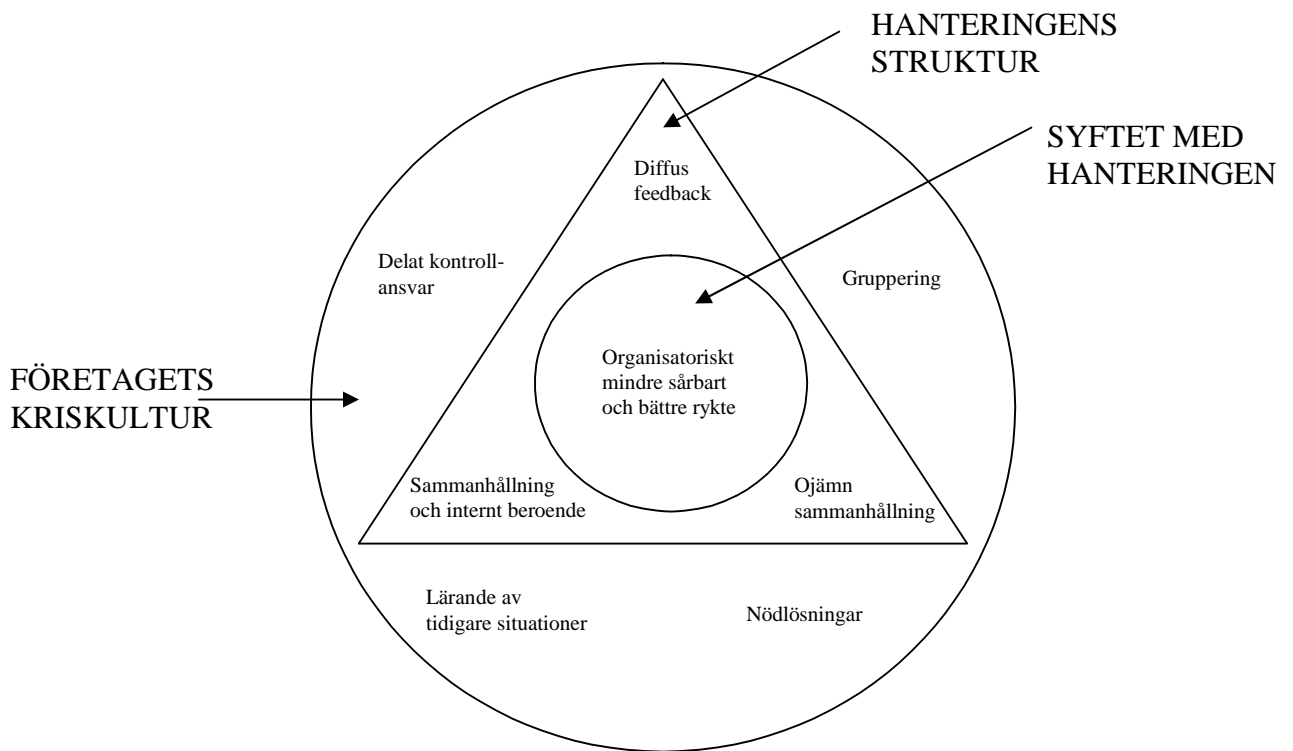 HANTERINGENS
STRUKTUR
SYFTET MED
HANTERINGEN
Diffus
feedback
Delat kontroll-
ansvar
Gruppering
Organisatoriskt
mindre sårbart
och bättre rykte
FÖRETAGETS
KRISKULTUR
Sammanhållning
och internt beroende
Ojämn
sammanhållning
Lärande av
tidigare situationer
Nödlösningar